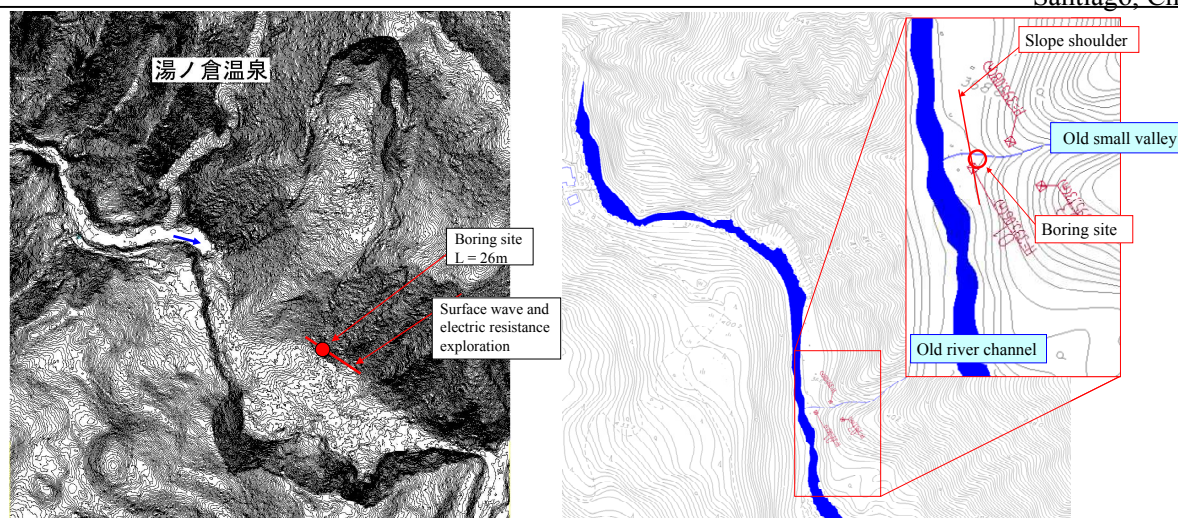 Santiago, Ch
湯ノ倉温泉
Boring site
L = 26m
Surface wave and
electric resistance
exploration
Slope shoulder
Old small valley
Boring site
Old river channel